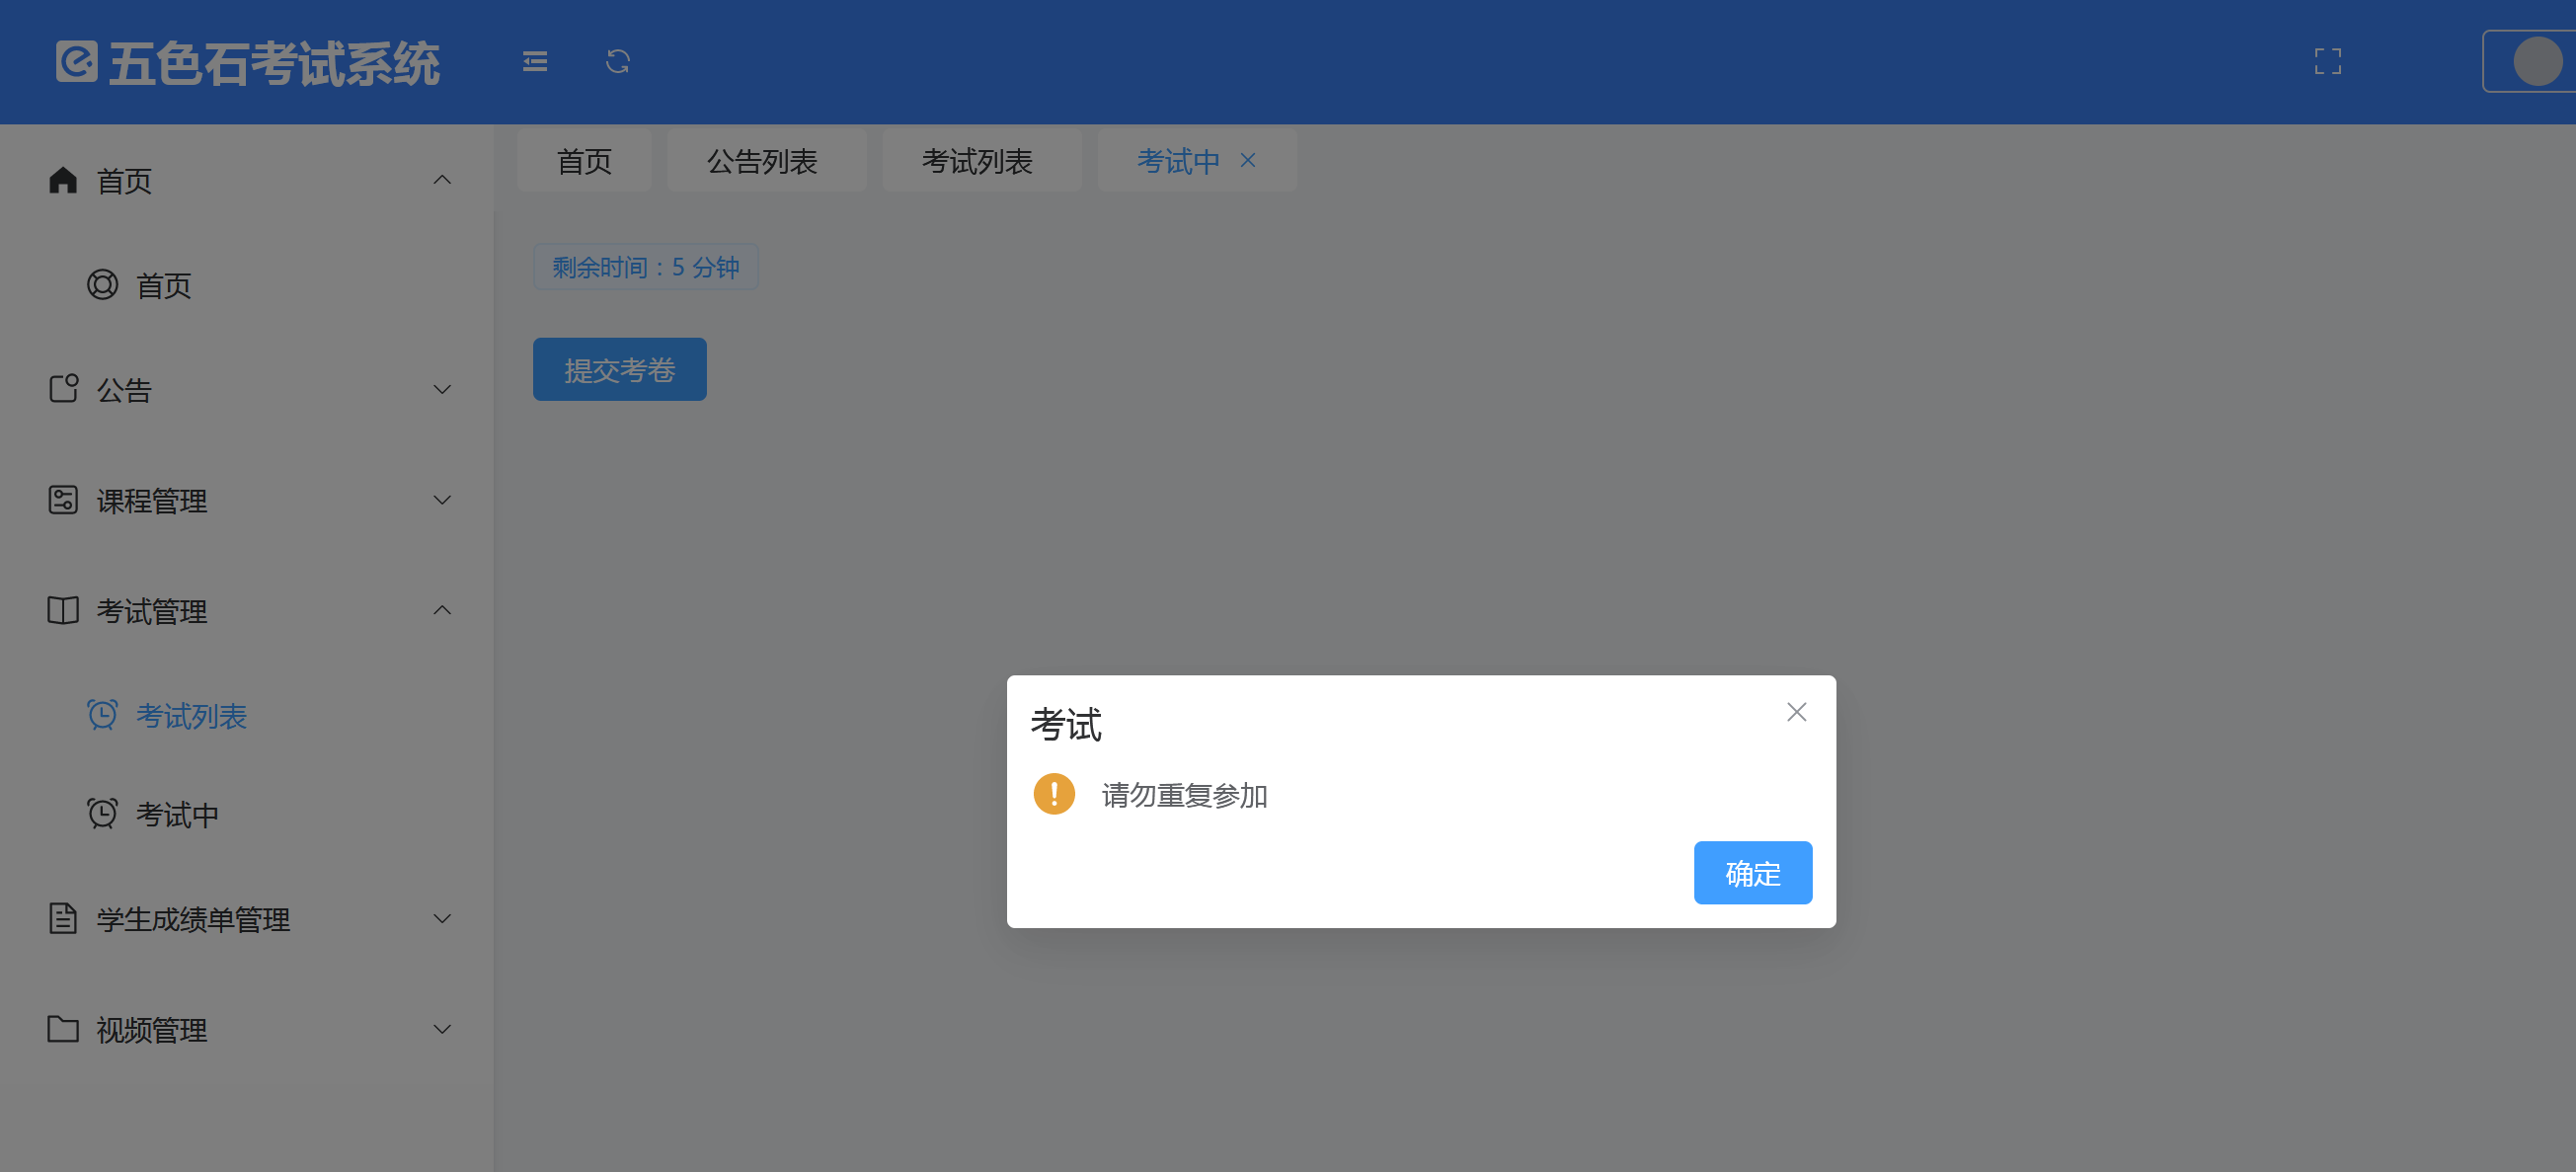 五色石考试系统
首页
公告列表
考试列表
考试中
首页
首页
公告
课程管理
考试管理
考试列表
考试中
学生成绩单管理
视频管理
剩余时间：5 分钟
提交考卷
考试
请勿重复参加
确定